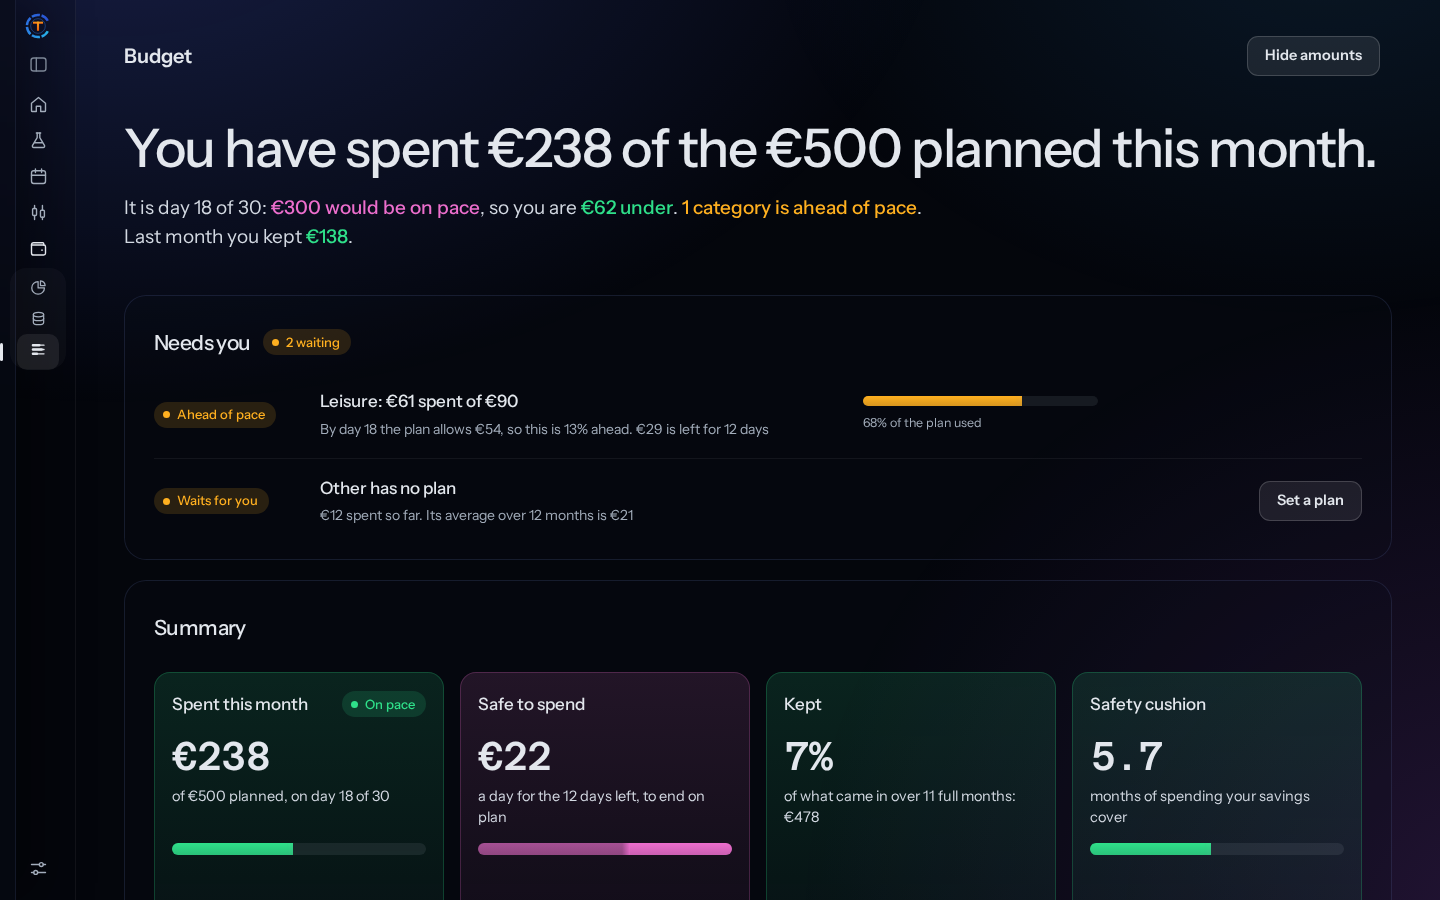 T
Budget
Hide amounts
You have spent €238 of the €500 planned this month.
It is day 18 of 30: €300 would be on pace, so you are €62 under. 1 category is ahead of pace.
Last month you kept €138.
Needs you
2 waiting
Ahead of pace
Leisure: €61 spent of €90
By day 18 the plan allows €54, so this is 13% ahead. €29 is left for 12 days
68% of the plan used
Waits for you
Other has no plan
€12 spent so far. Its average over 12 months is €21
Set a plan
Summary
Spent this month
On pace
€238
of €500 planned, on day 18 of 30
Safe to spend
€22
a day for the 12 days left, to end on
plan
Kept
7%
of what came in over 11 full months:
€478
Safety cushion
5.7
months of spending your savings
cover